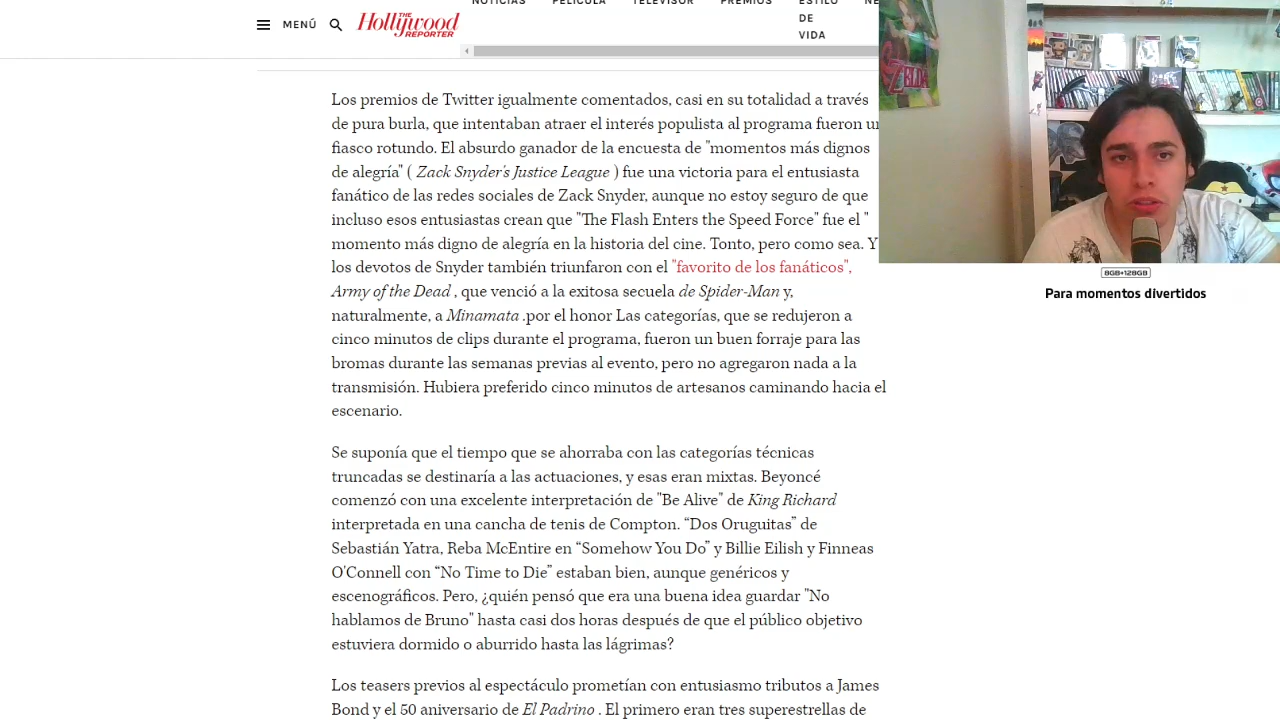 NOTICIAS PELÍCULA TELEVISOR PREMIOS ESTILO
DE
VIDA
MENÚ
THE
Hollywood
REPORTER
ZELDA
Los premios de Twitter igualmente comentados, casi en su totalidad a través
de pura burla, que intentaban atraer el interés populista al programa fueron un
fiasco rotundo. El absurdo ganador de la encuesta de "momentos más dignos
de alegría" ( Zack Snyder's Justice League ) fue una victoria para el entusiasta
fanático de las redes sociales de Zack Snyder, aunque no estoy seguro de que
incluso esos entusiastas crean que "The Flash Enters the Speed Force" fue el "
momento más digno de alegría en la historia del cine. Tonto, pero como sea. Y
los devotos de Snyder también triunfaron con el "favorito de los fanáticos",
Army of the Dead , que venció a la exitosa secuela de Spider-Man y,
naturalmente, a Minamata .por el honor Las categorías, que se redujeron a
cinco minutos de clips durante el programa, fueron un buen forraje para las
bromas durante las semanas previas al evento, pero no agregaron nada a la
transmisión. Hubiera preferido cinco minutos de artesanos caminando hacia el
escenario.
8GB+128GB
Para momentos divertidos
Se suponía que el tiempo que se ahorraba con las categorías técnicas
truncadas se destinaría a las actuaciones, y esas eran mixtas. Beyoncé
comenzó con una excelente interpretación de "Be Alive" de King Richard
interpretada en una cancha de tenis de Compton. “Dos Oruguitas” de
Sebastián Yatra, Reba McEntire en “Somehow You Do” y Billie Eilish y Finneas
O'Connell con “No Time to Die” estaban bien, aunque genéricos y
escenográficos. Pero, ¿quién pensó que era una buena idea guardar "No
hablamos de Bruno" hasta casi dos horas después de que el público objetivo
estuviera dormido o aburrido hasta las lágrimas?
Los teasers previos al espectáculo prometían con entusiasmo tributos a James
Bond y el 50 aniversario de El Padrino . El primero eran tres superestrellas de